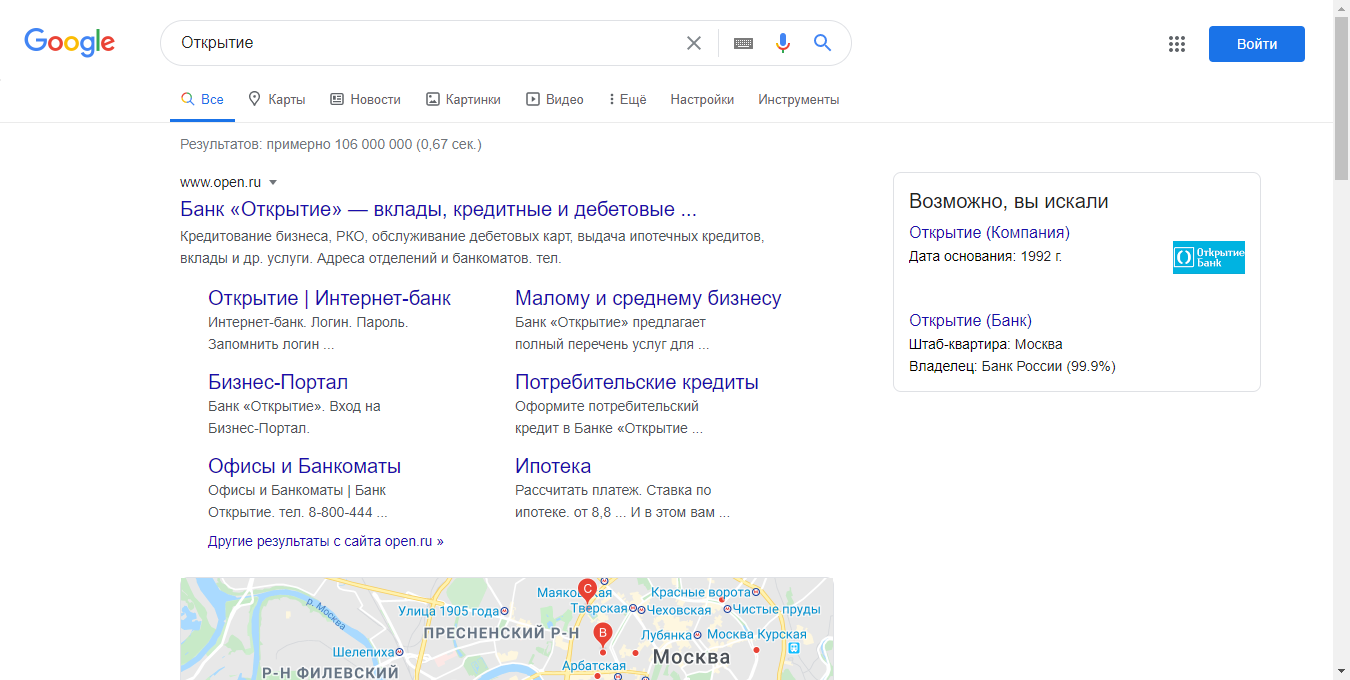 Google
Открытие
Войти
Все Карты Новости Картинки Видео Ещё Настройки Инструменты
Результатов: примерно 106 000 000 (0,67 сек.)
www.open.ru
Банк «Открытие» — вклады, кредитные и дебетовые ...
Кредитование бизнеса, РКО, обслуживание дебетовых карт, выдача ипотечных кредитов,
вклады и др. услуги. Адреса отделений и банкоматов. тел.
Открытие | Интернет-банк
Интернет-банк. Логин. Пароль.
Запомнить логин ...
Малому и среднему бизнесу
Банк «Открытие» предлагает
полный перечень услуг для ...
Бизнес-Портал
Банк «Открытие». Вход на
Бизнес-Портал.
Потребительские кредиты
Оформите потребительский
кредит в Банке «Открытие ...
Офисы и Банкоматы
Офисы и Банкоматы | Банк
Открытие. тел. 8-800-444 ...
Ипотека
Рассчитать платеж. Ставка по
ипотеке. от 8,8 ... И в этом вам ...
Другие результаты с сайта open.ru »
Возможно, вы искали
Открытие (Компания)
Дата основания: 1992 г.
Открытие
Банк
Открытие (Банк)
Штаб-квартира: Москва
Владелец: Банк России (99.9%)
C
Красные ворота
р. Москва
Улица 1905 года
Тверская
Чеховская
Чистые пруды
ПРЕСНЕНСКИЙ Р-Н
B
Лубянка
Москва Курская
Шелепиха
Москва
Арбатская
Р-Н ФИЛЕВСКИЙ